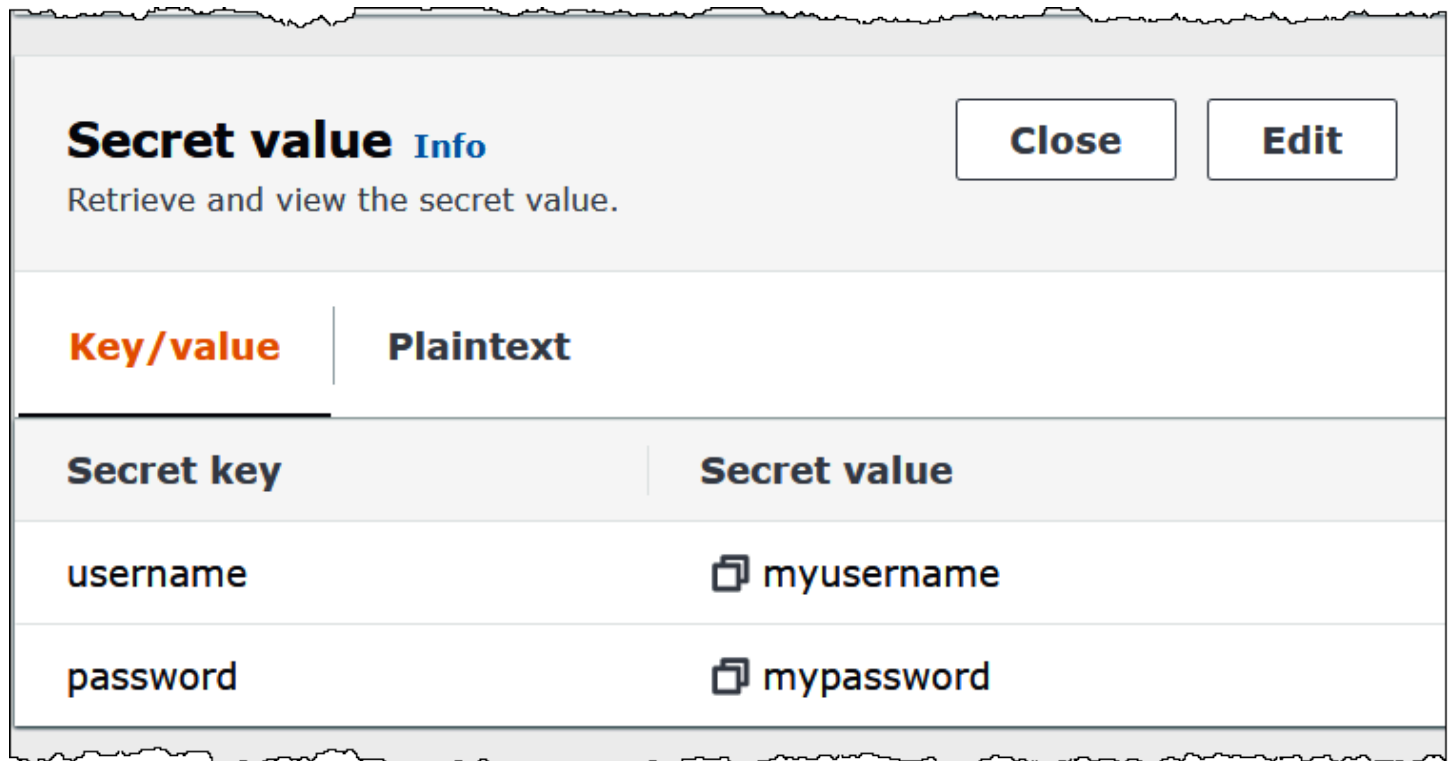 Secret value Info
Close
Edit
Retrieve and view the secret value.
Key/value
Plaintext
Secret key
Secret value
username
myusername
password
mypassword